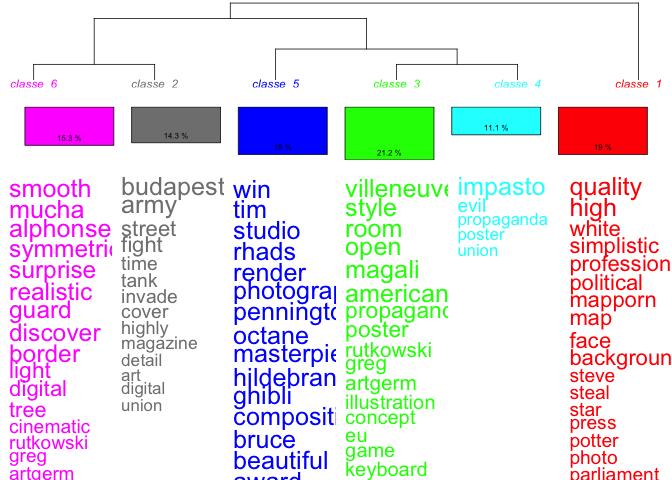 classe 6
classe 2
classe 5
classe 3
classe 4
classe 1
15.3 %
14.3 %
21.2 %
11.1 %
19 %
smooth
mucha
alphonse
symmetric
surprise
realistic
guard
discover
border
light
digital
tree
cinematic
rutkowski
greg
artgerm
budapest
army
street
fight
time
tank
invade
cover
highly
magazine
detail
art
digital
union
win
tim
studio
rhads
render
photograp
penningto
octane
masterpie
hildebran
ghibli
compositi
bruce
beautiful
award
villeneuve
style
room
open
magali
american
propagand
poster
rutkowski
greg
artgerm
illustration
concept
eu
game
keyboard
impasto
evil
propaganda
poster
union
quality
high
white
simplistic
profession
political
mapporn
map
face
backgroun
steve
steal
star
press
potter
photo
parliament